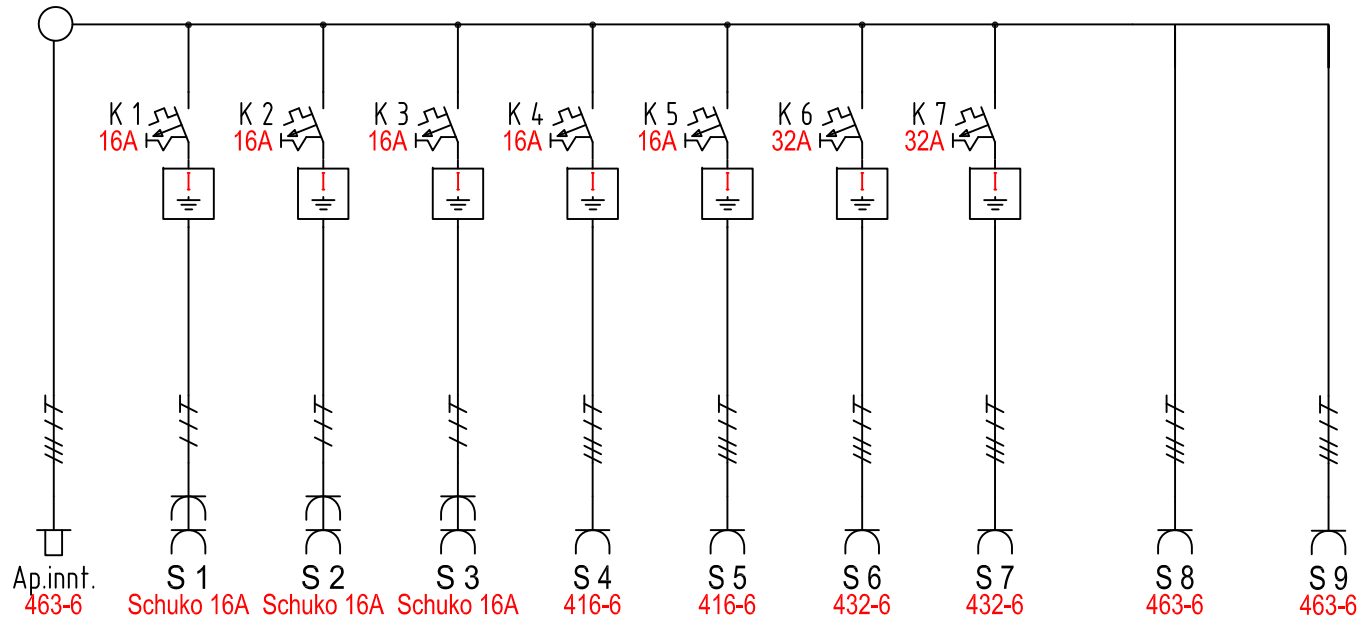 K 1 K 2 K 3 K 4 K 5 K 6 K 7
16A 16A 16A 16A 16A 32A 32A
Ap.innt. S 1 S 2 S 3 S 4 S 5 S 6 S 7 S 8 S 9
463-6 Schuko 16A Schuko 16A Schuko 16A 416-6 416-6 432-6 432-6 463-6 463-6